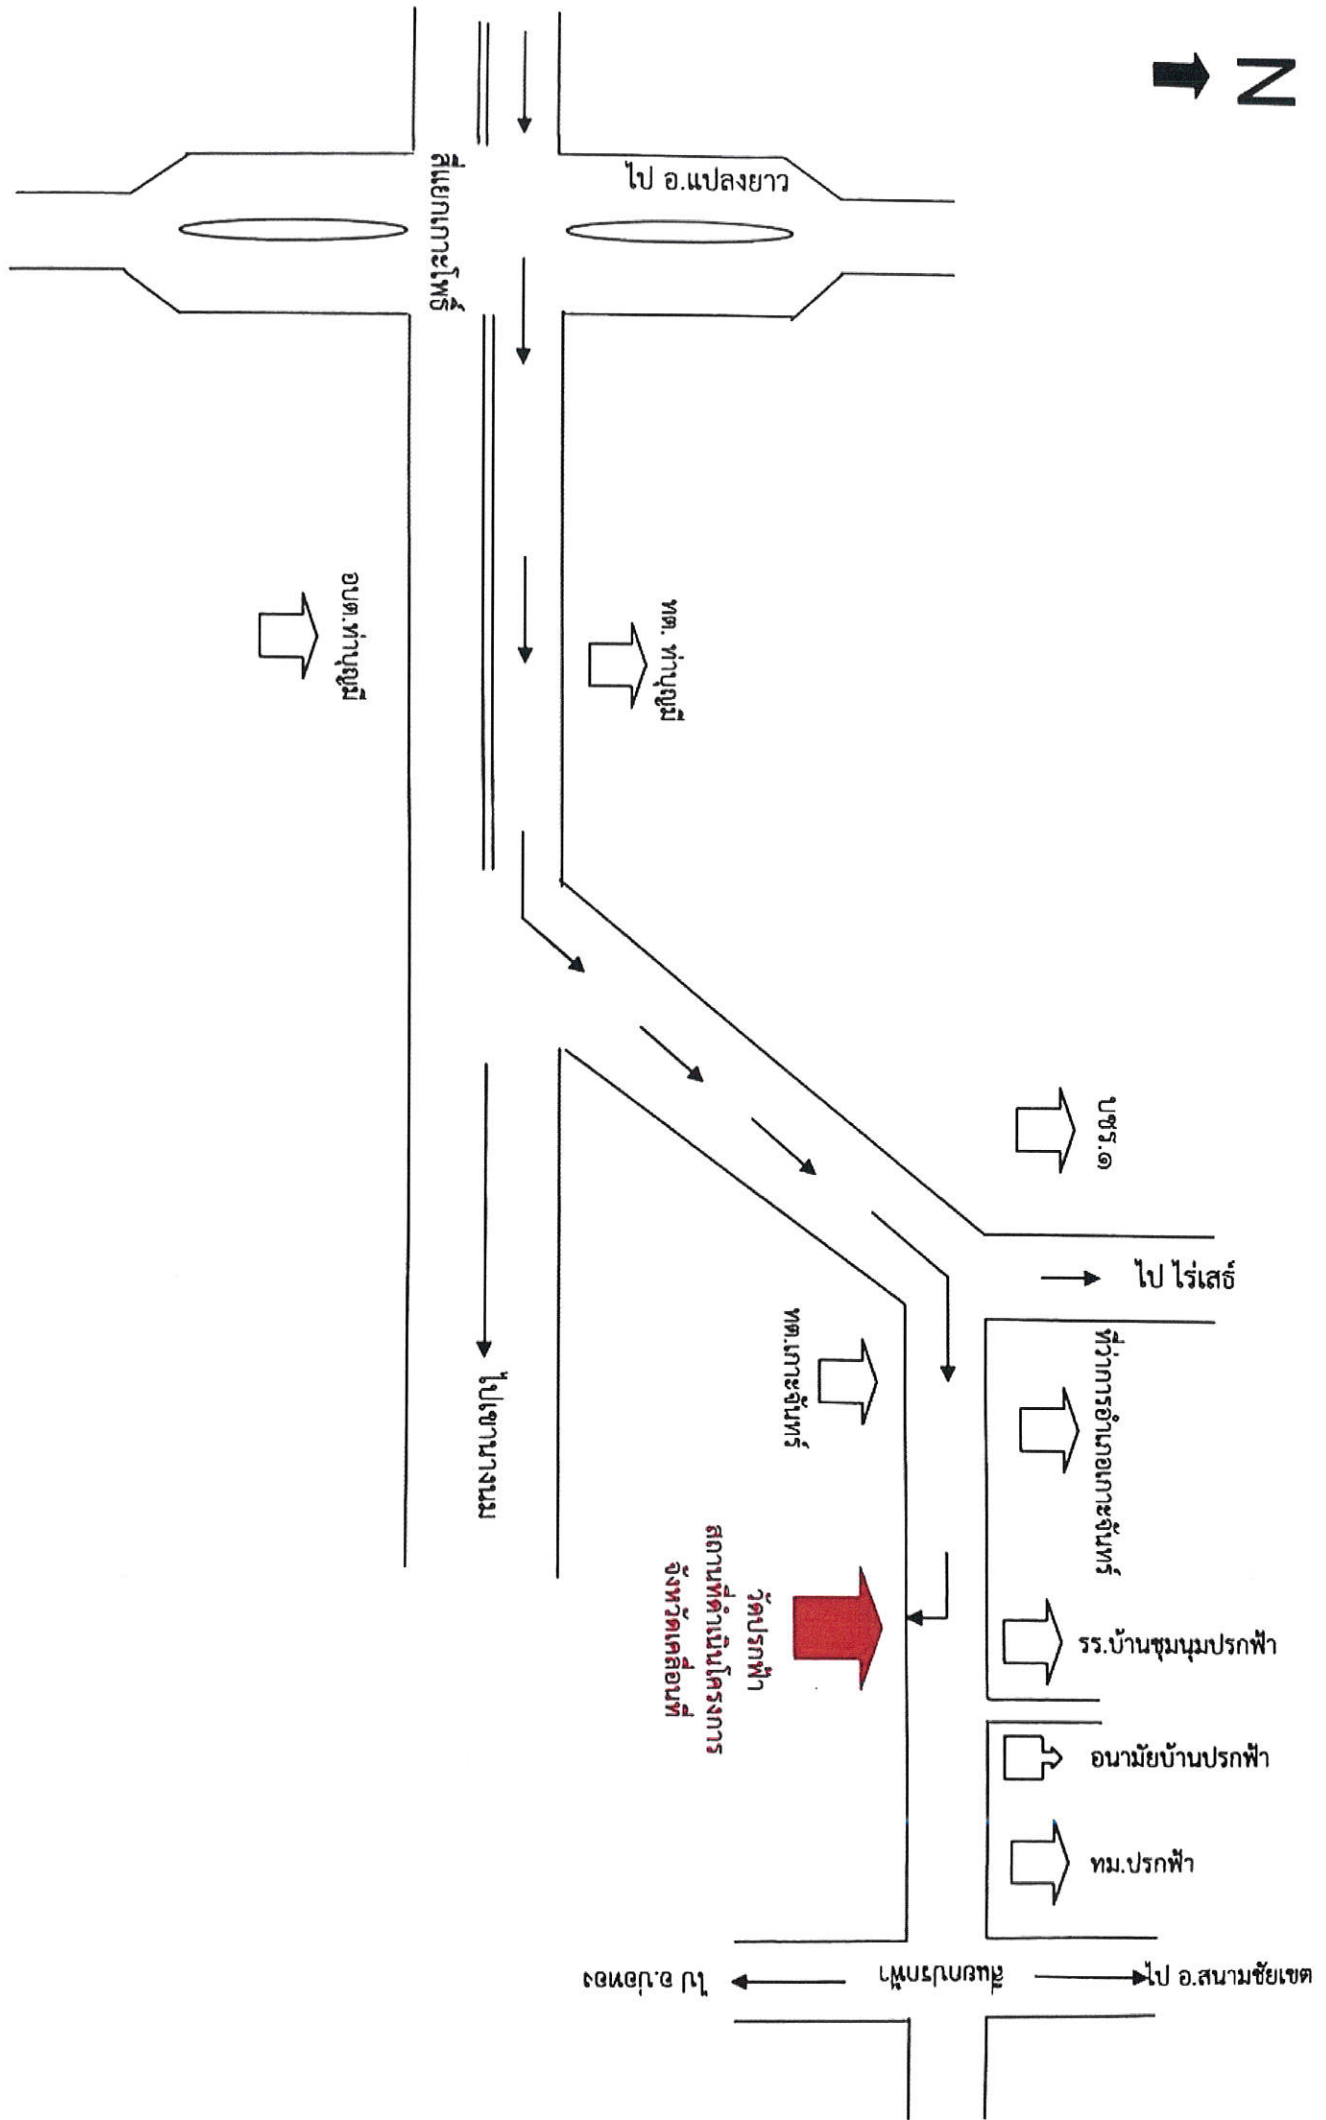 N
ไป อ.แปลงยาว
สี่แยกเกาะโพธิ์
อบต.ท่าบุญมี
ทต. ท่าบุญมี
บชร.๑
ไป ไร่เสธ์
ทต.เกาะจันทร์
ที่ว่าการอำเภอเกาะจันทร์
ไปเขานางนม
วัดปรกฟ้า
สถานที่ดำเนินโครงการ
จังหวัดเคลื่อนที่
รร.บ้านชุมนุมปรกฟ้า
อนามัยบ้านปรกฟ้า
ทม.ปรกฟ้า
ไป อ.บ่อทอง
สี่แยกปรกฟ้า
ไป อ.สนามชัยเขต